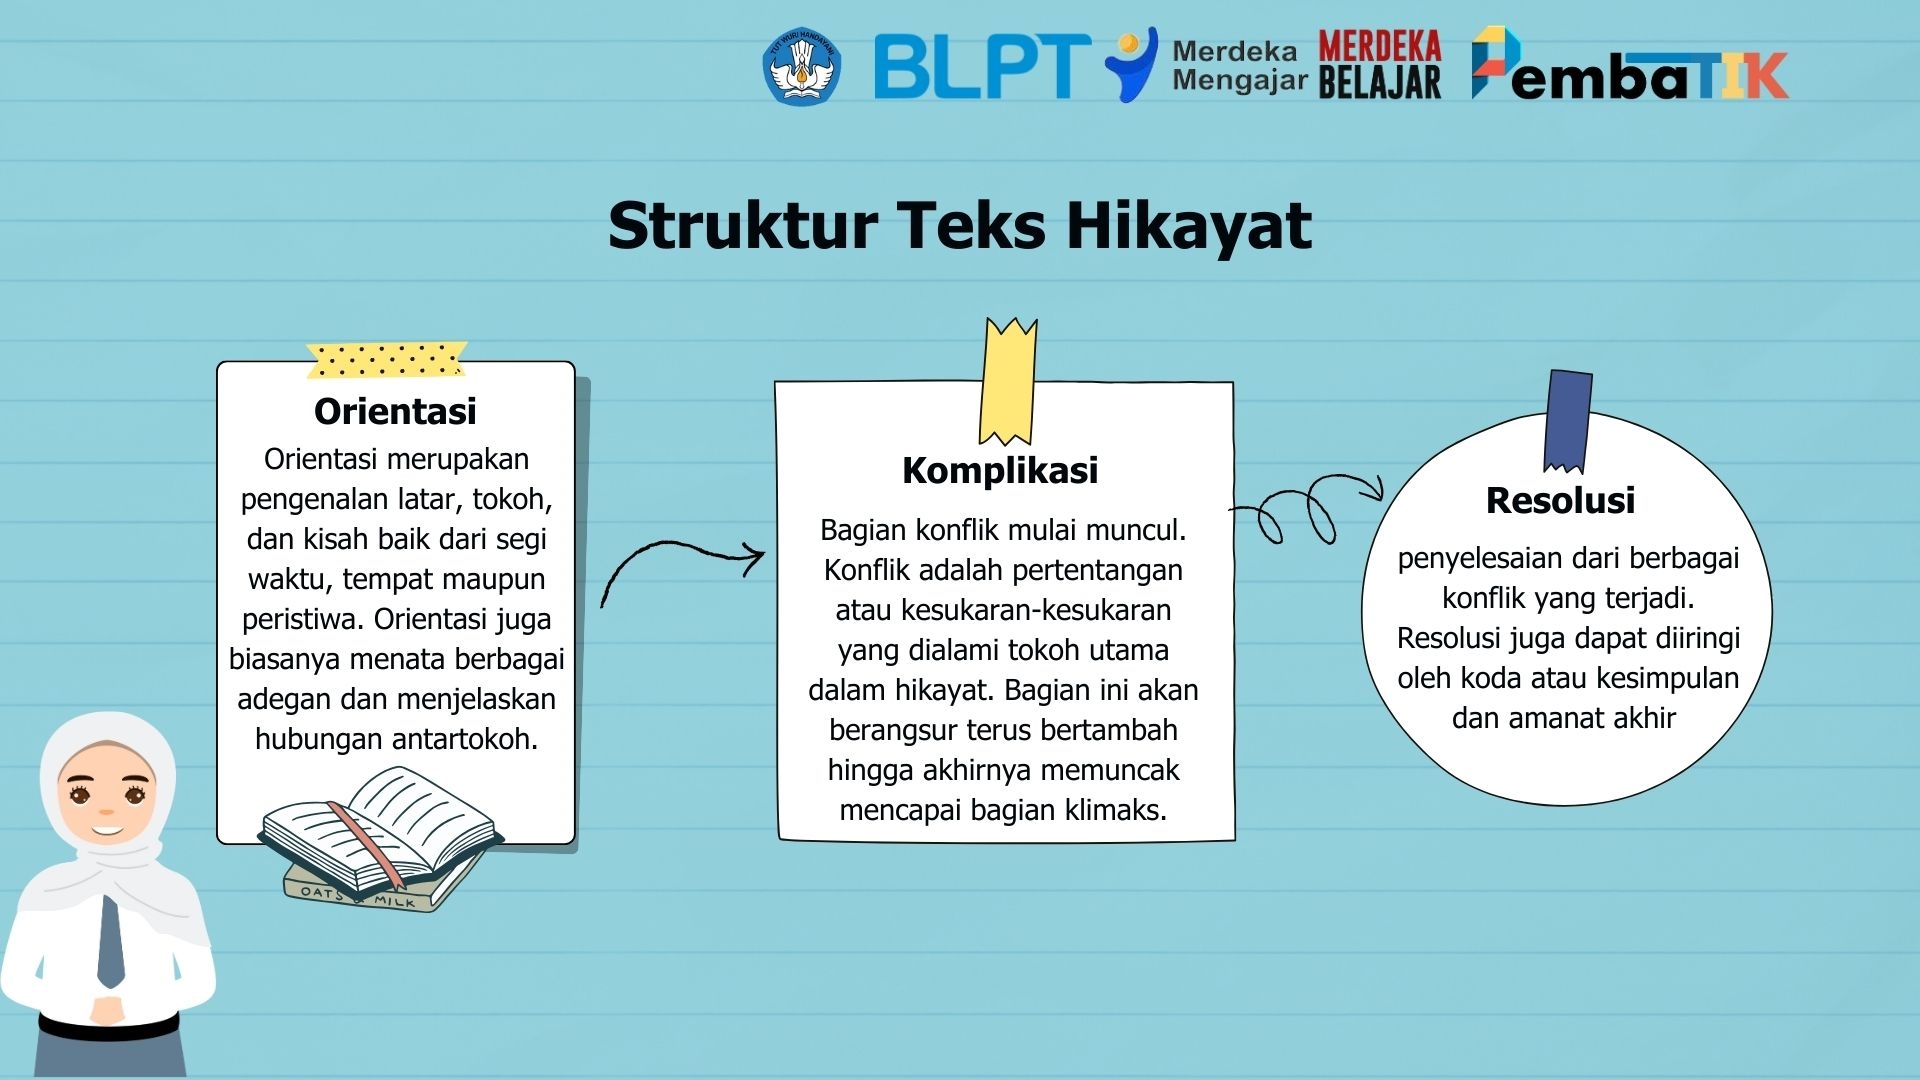 TUT WURI HANDAYANI
BLPT
Merdeka
Mengajar
MERDEKA
BELAJAR
PembaTIK
Struktur Teks Hikayat
Orientasi
Orientasi merupakan
pengenalan latar, tokoh,
dan kisah baik dari segi
waktu, tempat maupun
peristiwa. Orientasi juga
biasanya menata berbagai
adegan dan menjelaskan
hubungan antartokoh.
OATS & MILK
Komplikasi
Bagian konflik mulai muncul.
Konflik adalah pertentangan
atau kesukaran-kesukaran
yang dialami tokoh utama
dalam hikayat. Bagian ini akan
berangsur terus bertambah
hingga akhirnya memuncak
mencapai bagian klimaks.
Resolusi
penyelesaian dari berbagai
konflik yang terjadi.
Resolusi juga dapat diiringi
oleh koda atau kesimpulan
dan amanat akhir